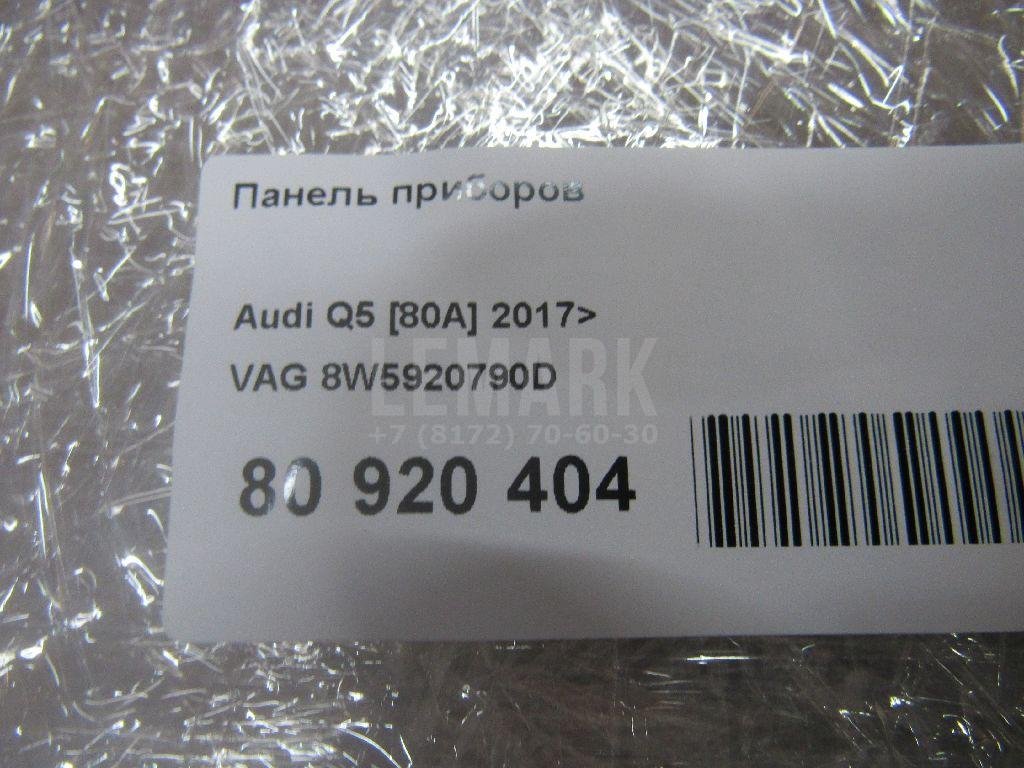 Панель приборов
Audi Q5 [80A] 2017>
VAG 8W5920790D
LEMARK
+7 (8172) 70-60-30
80 920 404